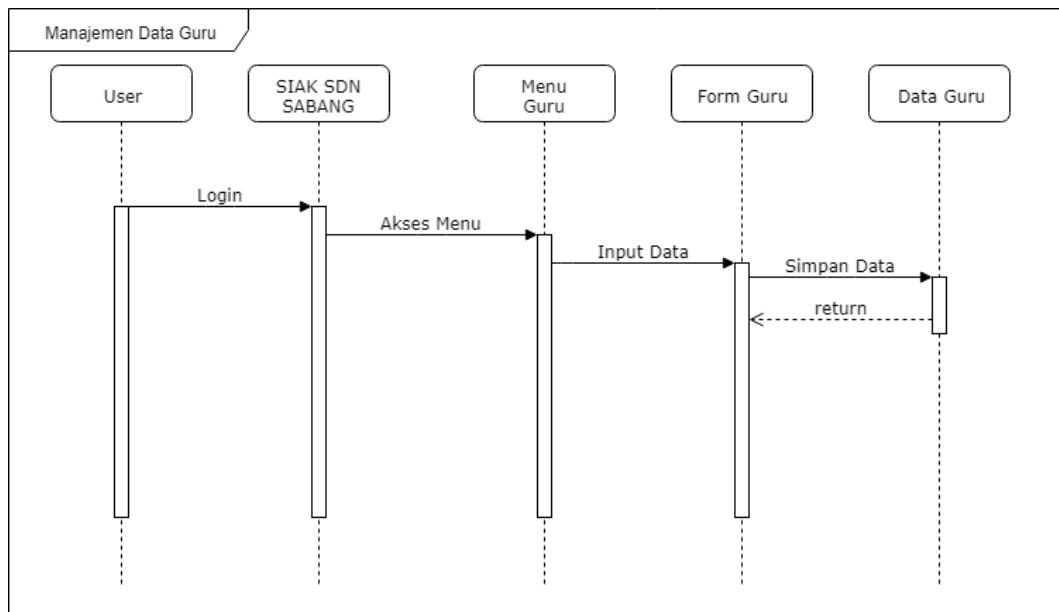 Manajemen Data Guru
User
SIAK SDN
SABANG
Menu
Guru
Form Guru
Data Guru
Login
Akses Menu
Input Data
Simpan Data
return